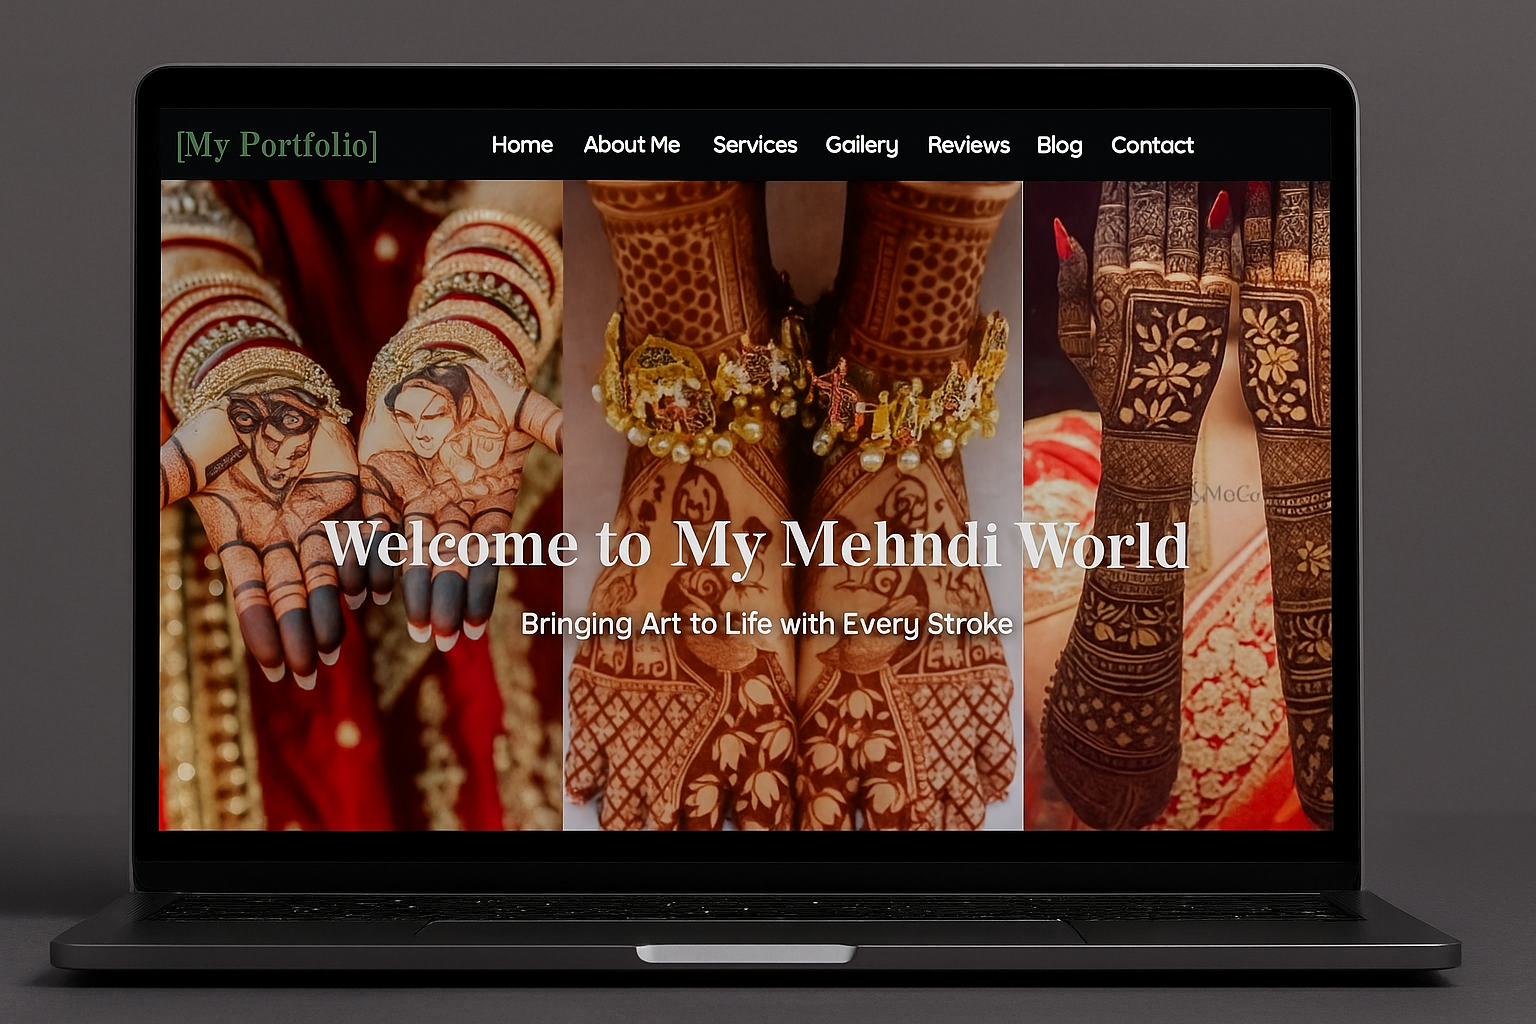 [My Portfolio]
Home About Me Services Gailery Reviews Blog Contact
Welcome to My Mehndi World
Bringing Art to Life with Every Stroke